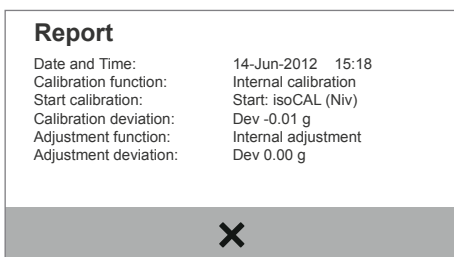 Report
Date and Time: 14-Jun-2012 15:18
Calibration function: Internal calibration
Start calibration: Start: isoCAL (Niv)
Calibration deviation: Dev -0.01 g
Adjustment function: Internal adjustment
Adjustment deviation: Dev 0.00 g